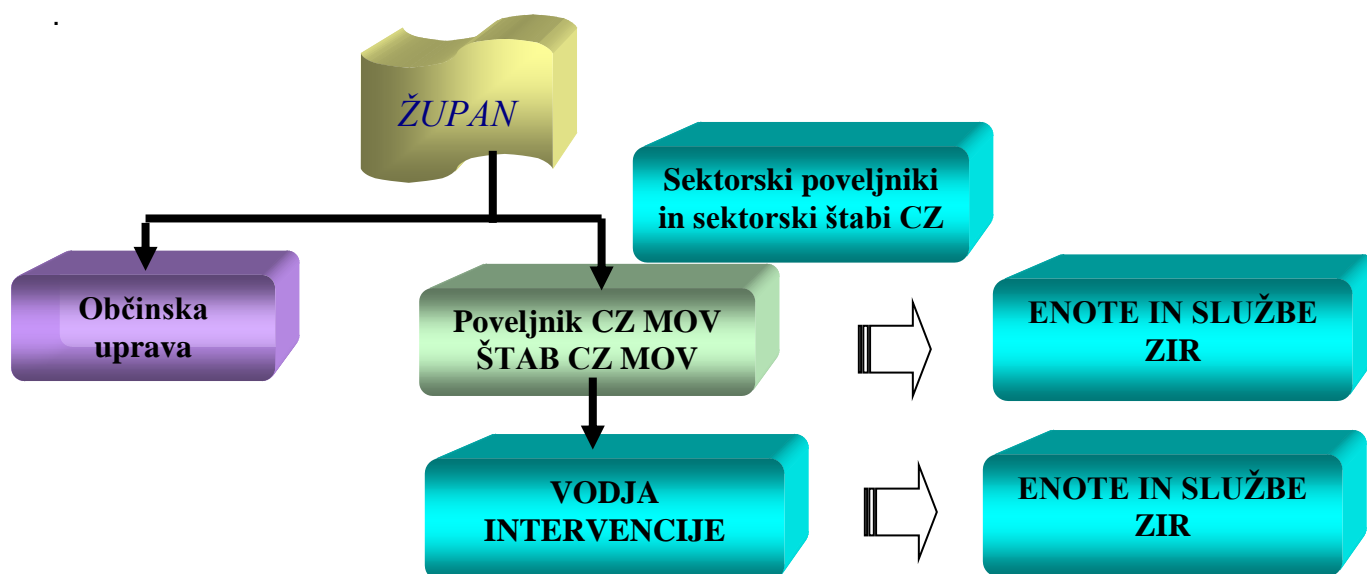 .
ŽUPAN
Sektorski poveljniki
in sektorski štabi CZ
Občinska
uprava
Poveljnik CZ MOV
ŠTAB CZ MOV
ENOTE IN SLUŽBE
ZIR
VODJA
INTERVENCIJE
ENOTE IN SLUŽBE
ZIR